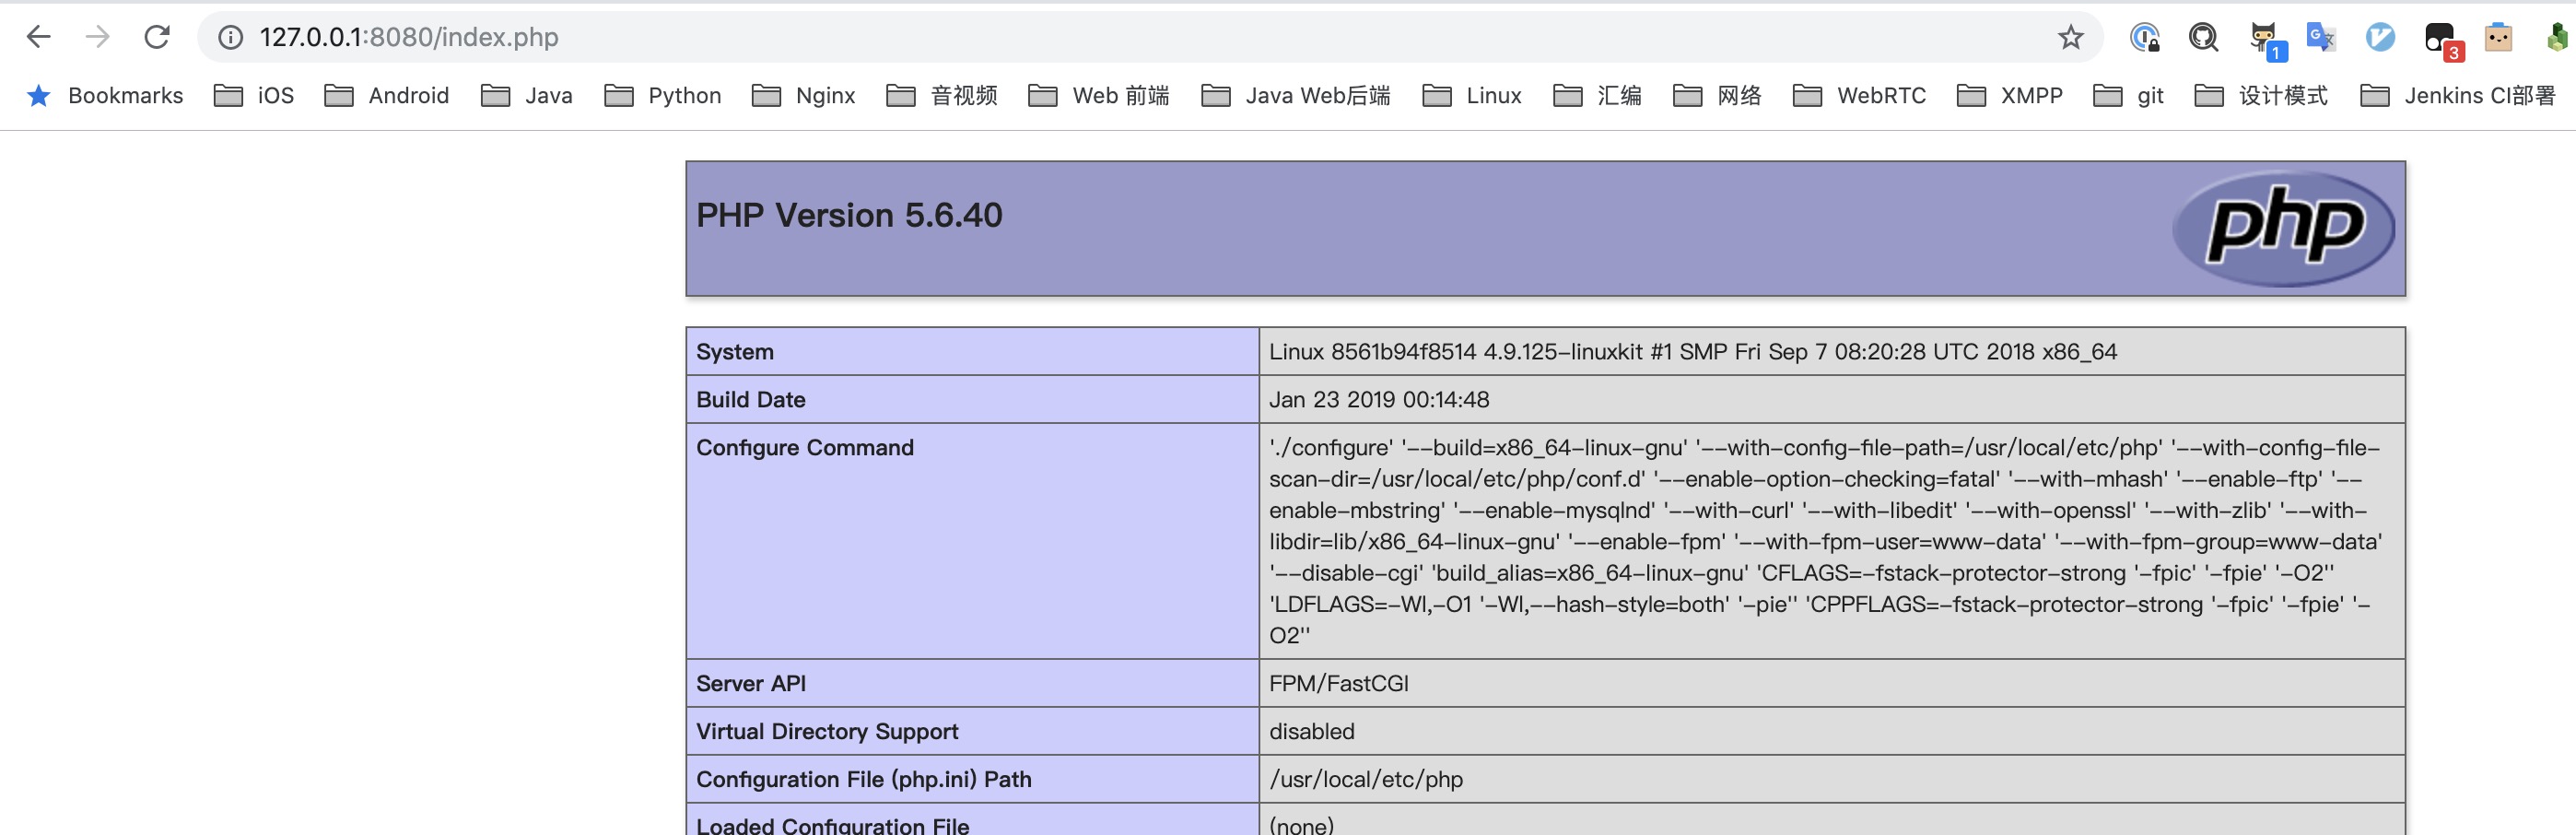 127.0.0.1:8080/index.php
1
3
Bookmarks iOS Android Java Python Nginx 音视频 Web 前端 Java Web后端 Linux 汇编 网络 WebRTC XMPP git 设计模式 Jenkins CI部署
PHP Version 5.6.40
php
System Linux 8561b94f8514 4.9.125-linuxkit #1 SMP Fri Sep 7 08:20:28 UTC 2018 x86_64
Build Date Jan 23 2019 00:14:48
Configure Command './configure' '--build=x86_64-linux-gnu' '--with-config-file-path=/usr/local/etc/php' '--with-config-file-
scan-dir=/usr/local/etc/php/conf.d' '--enable-option-checking=fatal' '--with-mhash' '--enable-ftp' '--
enable-mbstring' '--enable-mysqlnd' '--with-curl' '--with-libedit' '--with-openssl' '--with-zlib' '--with-
libdir=lib/x86_64-linux-gnu' '--enable-fpm' '--with-fpm-user=www-data' '--with-fpm-group=www-data'
'--disable-cgi' 'build_alias=x86_64-linux-gnu' 'CFLAGS=-fstack-protector-strong '-fpic' '-fpie' '-O2''
'LDFLAGS=-Wl,-O1 '-Wl,--hash-style=both' '-pie'' 'CPPFLAGS=-fstack-protector-strong '-fpic' '-fpie' '-
O2''
Server API FPM/FastCGI
Virtual Directory Support disabled
Configuration File (php.ini) Path /usr/local/etc/php
Loaded Configuration File (none)